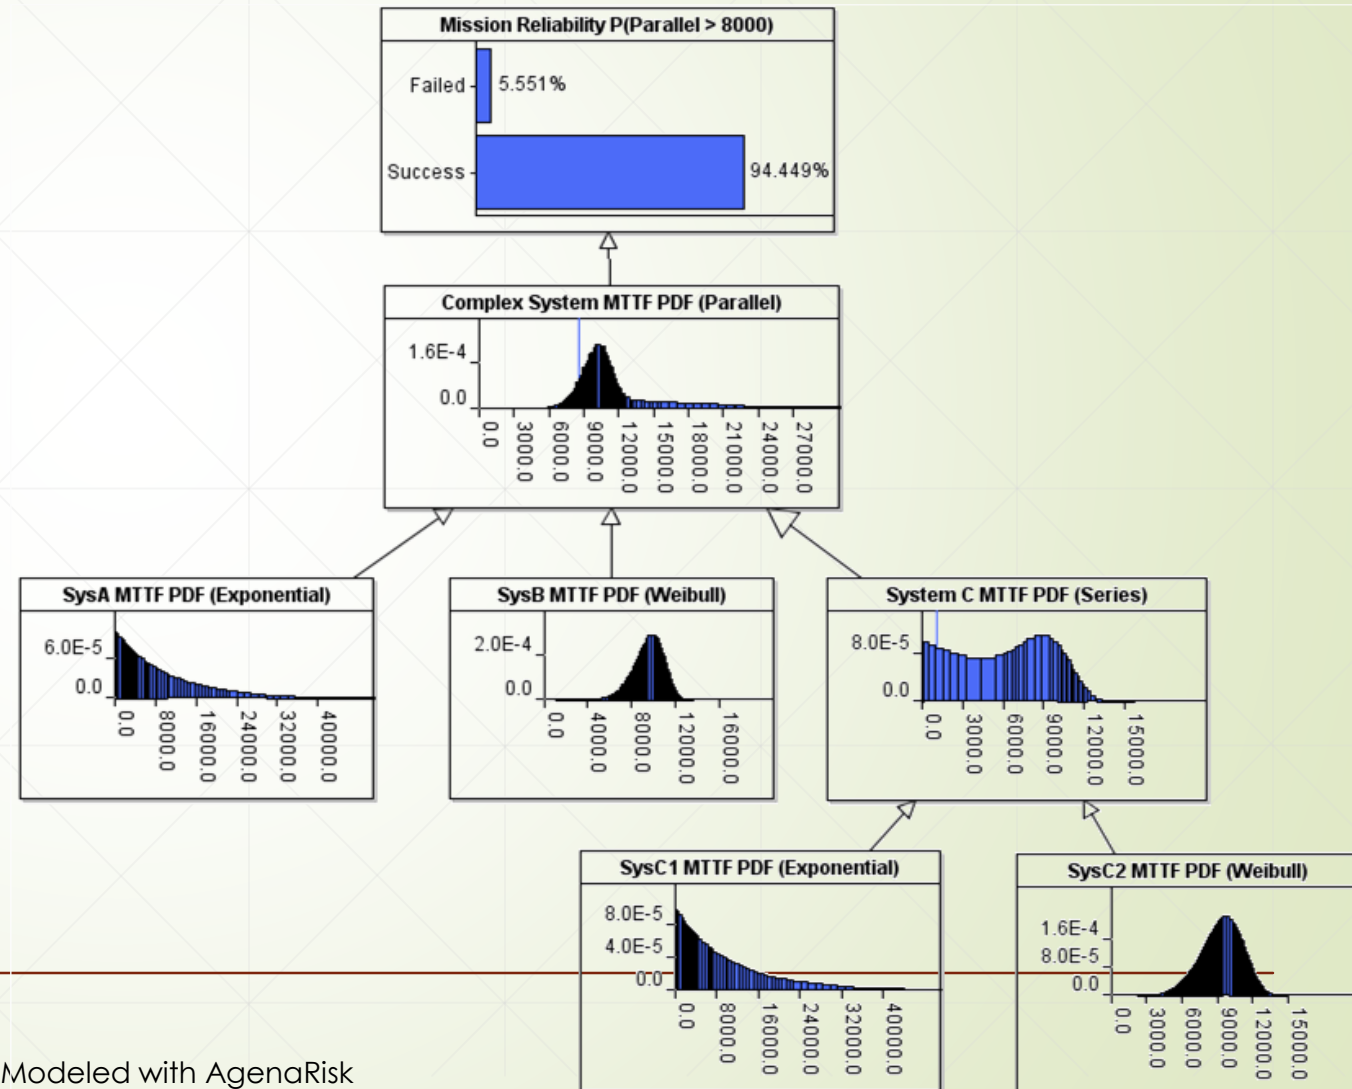 Mission Reliability P(Parallel > 8000)
Failed
5.551%
Success
94.449%
Complex System MTTF PDF (Parallel)
1.6E-4
0.0
0.0
3000.0
6000.0
9000.0
12000.0
15000.0
18000.0
21000.0
24000.0
27000.0
SysA MTTF PDF (Exponential)
6.0E-5
0.0
0.0
8000.0
16000.0
24000.0
32000.0
40000.0
SysB MTTF PDF (Weibull)
2.0E-4
0.0
0.0
4000.0
8000.0
12000.0
16000.0
System C MTTF PDF (Series)
8.0E-5
0.0
0.0
3000.0
6000.0
9000.0
12000.0
15000.0
SysC1 MTTF PDF (Exponential)
8.0E-5
4.0E-5
0.0
0.0
8000.0
16000.0
24000.0
32000.0
40000.0
SysC2 MTTF PDF (Weibull)
1.6E-4
8.0E-5
0.0
0.0
3000.0
6000.0
9000.0
12000.0
15000.0
Modeled with AgenaRisk